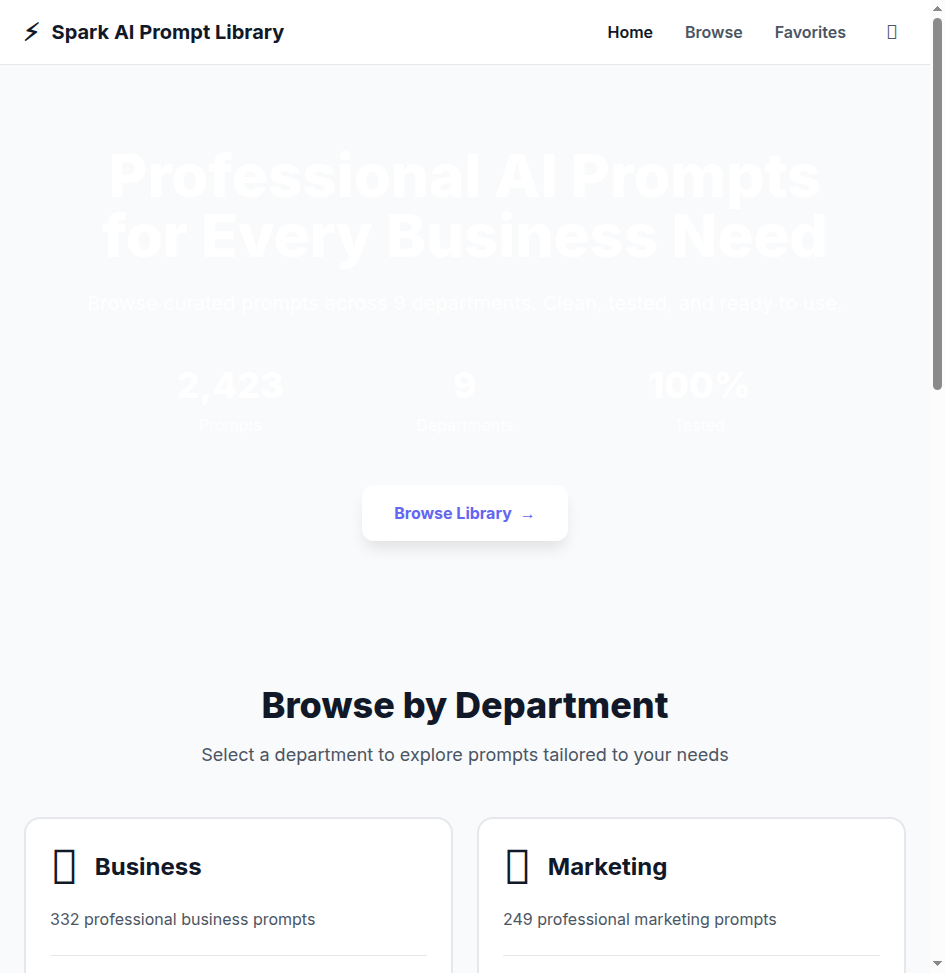 ⚡ Spark AI Prompt Library
Home Browse Favorites
Professional AI Prompts
for Every Business Need
Browse curated prompts across 9 departments. Clean, tested, and ready to use.
2,423 9 100%
Prompts Departments Tested
Browse Library →
Browse by Department
Select a department to explore prompts tailored to your needs
Business
332 professional business prompts
Marketing
249 professional marketing prompts